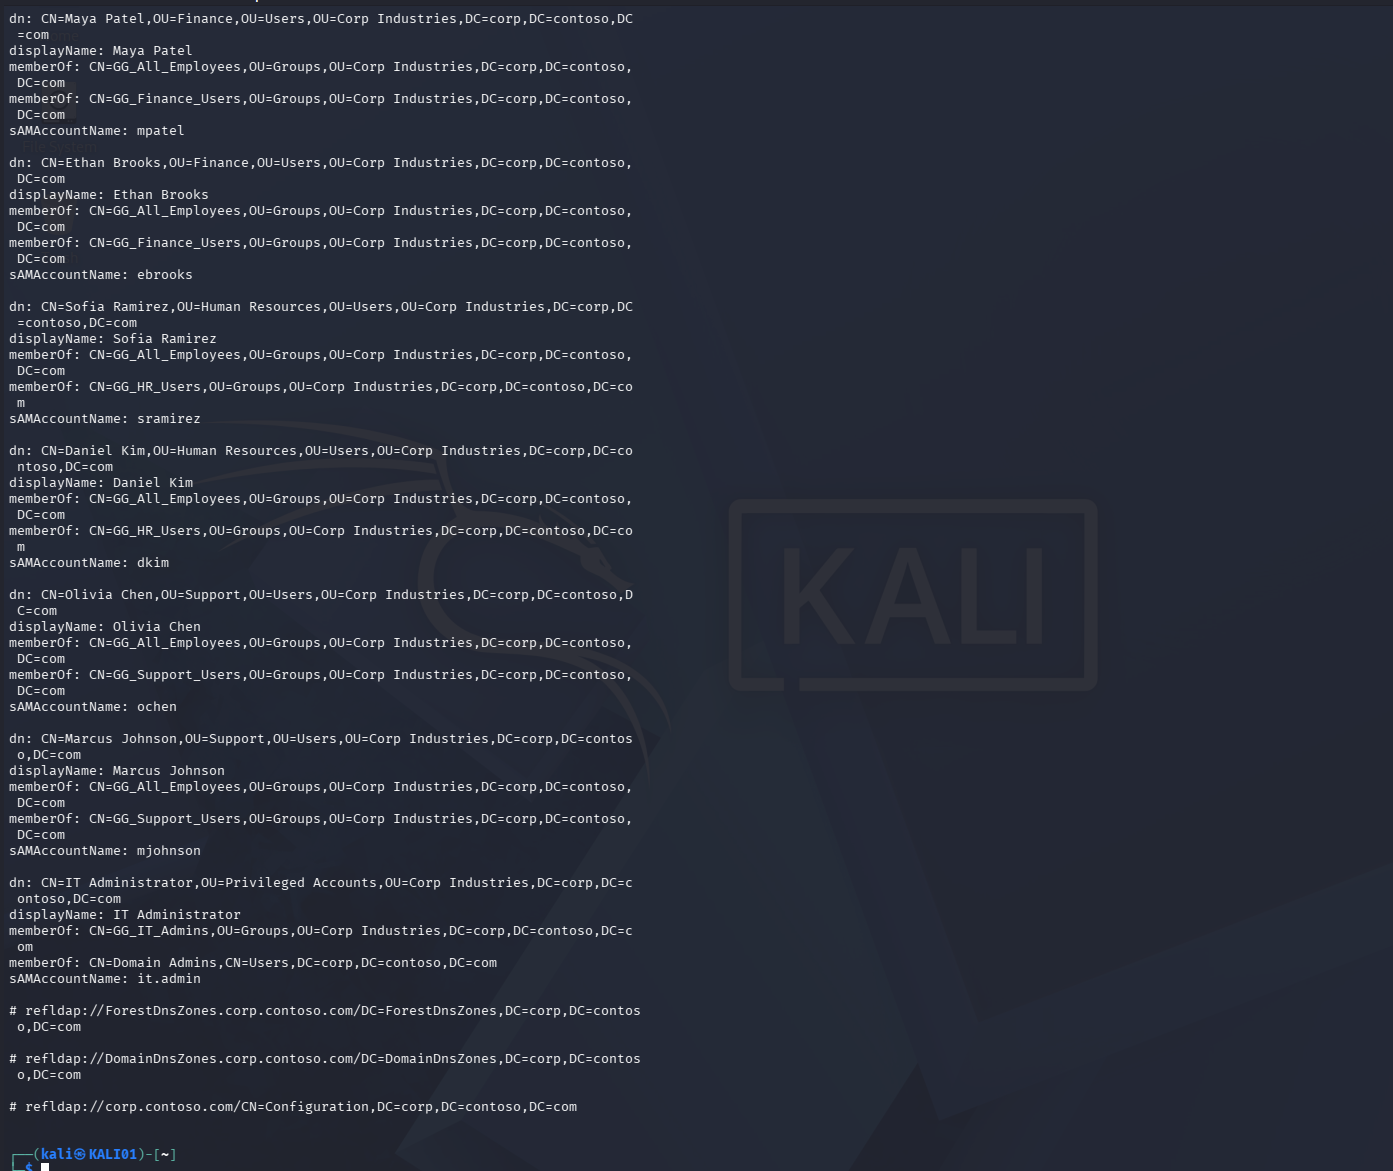 dn: CN=Maya Patel,OU=Finance,OU=Users,OU=Corp Industries,DC=corp,DC=contoso,DC
 =com
displayName: Maya Patel
memberOf: CN=GG_All_Employees,OU=Groups,OU=Corp Industries,DC=corp,DC=contoso,
 DC=com
memberOf: CN=GG_Finance_Users,OU=Groups,OU=Corp Industries,DC=corp,DC=contoso,
 DC=com
sAMAccountName: mpatel
File System
dn: CN=Ethan Brooks,OU=Finance,OU=Users,OU=Corp Industries,DC=corp,DC=contoso,
 DC=com
displayName: Ethan Brooks
memberOf: CN=GG_All_Employees,OU=Groups,OU=Corp Industries,DC=corp,DC=contoso,
 DC=com
memberOf: CN=GG_Finance_Users,OU=Groups,OU=Corp Industries,DC=corp,DC=contoso,
 DC=com
sAMAccountName: ebrooks

dn: CN=Sofia Ramirez,OU=Human Resources,OU=Users,OU=Corp Industries,DC=corp,DC
 =contoso,DC=com
displayName: Sofia Ramirez
memberOf: CN=GG_All_Employees,OU=Groups,OU=Corp Industries,DC=corp,DC=contoso,
 DC=com
memberOf: CN=GG_HR_Users,OU=Groups,OU=Corp Industries,DC=corp,DC=contoso,DC=co
 m
sAMAccountName: sramirez

dn: CN=Daniel Kim,OU=Human Resources,OU=Users,OU=Corp Industries,DC=corp,DC=co
 ntoso,DC=com
displayName: Daniel Kim
memberOf: CN=GG_All_Employees,OU=Groups,OU=Corp Industries,DC=corp,DC=contoso,
 DC=com
memberOf: CN=GG_HR_Users,OU=Groups,OU=Corp Industries,DC=corp,DC=contoso,DC=co
 m
sAMAccountName: dkim

dn: CN=Olivia Chen,OU=Support,OU=Users,OU=Corp Industries,DC=corp,DC=contoso,D
 C=com
displayName: Olivia Chen
memberOf: CN=GG_All_Employees,OU=Groups,OU=Corp Industries,DC=corp,DC=contoso,
 DC=com
memberOf: CN=GG_Support_Users,OU=Groups,OU=Corp Industries,DC=corp,DC=contoso,
 DC=com
sAMAccountName: ochen

dn: CN=Marcus Johnson,OU=Support,OU=Users,OU=Corp Industries,DC=corp,DC=contos
 o,DC=com
displayName: Marcus Johnson
memberOf: CN=GG_All_Employees,OU=Groups,OU=Corp Industries,DC=corp,DC=contoso,
 DC=com
memberOf: CN=GG_Support_Users,OU=Groups,OU=Corp Industries,DC=corp,DC=contoso,
 DC=com
sAMAccountName: mjohnson

dn: CN=IT Administrator,OU=Privileged Accounts,OU=Corp Industries,DC=corp,DC=c
 ontoso,DC=com
displayName: IT Administrator
memberOf: CN=GG_IT_Admins,OU=Groups,OU=Corp Industries,DC=corp,DC=contoso,DC=c
 om
memberOf: CN=Domain Admins,CN=Users,DC=corp,DC=contoso,DC=com
sAMAccountName: it.admin

# refldap://ForestDnsZones.corp.contoso.com/DC=ForestDnsZones,DC=corp,DC=contos
 o,DC=com

# refldap://DomainDnsZones.corp.contoso.com/DC=DomainDnsZones,DC=corp,DC=contos
 o,DC=com

# refldap://corp.contoso.com/CN=Configuration,DC=corp,DC=contoso,DC=com

┌──(kali㉿KALI01)-[~]
└─$
KALI